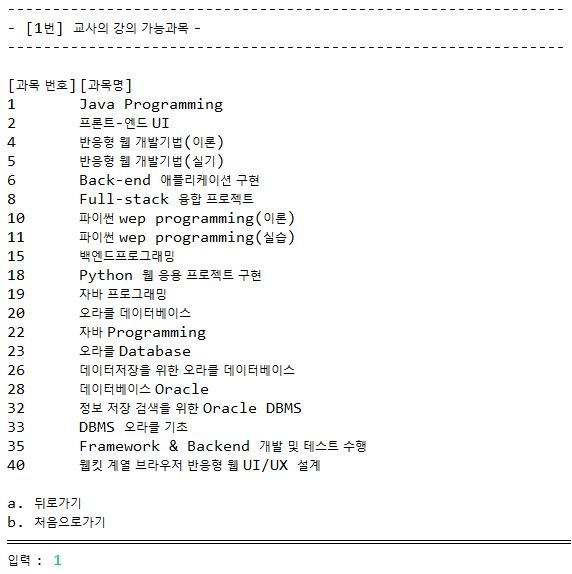 - [1번] 교사의 강의 가능과목 -
[과목 번호] [과목명]
1 Java Programming
2 프론트-엔드 UI
4 반응형 웹 개발기법(이론)
5 반응형 웹 개발기법(실기)
6 Back-end 애플리케이션 구현
8 Full-stack 융합 프로젝트
10 파이썬 wep programming(이론)
11 파이썬 wep programming(실습)
15 백엔드프로그래밍
18 Python 웹 응용 프로젝트 구현
19 자바 프로그래밍
20 오라클 데이터베이스
22 자바 Programming
23 오라클 Database
26 데이터저장을 위한 오라클 데이터베이스
28 데이터베이스 Oracle
32 정보 저장 검색을 위한 Oracle DBMS
33 DBMS 오라클 기초
35 Framework & Backend 개발 및 테스트 수행
40 웹킷 계열 브라우저 반응형 웹 UI/UX 설계
a. 뒤로가기
b. 처음으로가기
입력 : 1